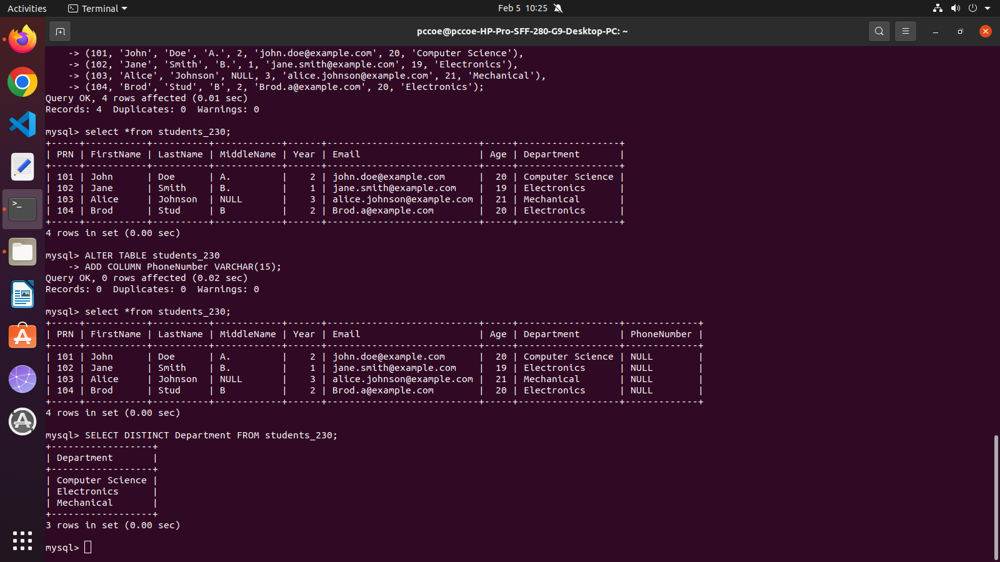 Activities Terminal Feb 5 10:25
pccoe@pccoe-HP-Pro-SFF-280-G9-Desktop-PC: ~
    -> (101, 'John', 'Doe', 'A.', 2, 'john.doe@example.com', 20, 'Computer Science'),
    -> (102, 'Jane', 'Smith', 'B.', 1, 'jane.smith@example.com', 19, 'Electronics'),
    -> (103, 'Alice', 'Johnson', NULL, 3, 'alice.johnson@example.com', 21, 'Mechanical'),
    -> (104, 'Brod', 'Stud', 'B', 2, 'Brod.a@example.com', 20, 'Electronics');
Query OK, 4 rows affected (0.01 sec)
Records: 4  Duplicates: 0  Warnings: 0
mysql> select *from students_230;
+-----+-----------+----------+------------+------+---------------------------+-----+------------------+
| PRN | FirstName | LastName | MiddleName | Year | Email                     | Age | Department       |
+-----+-----------+----------+------------+------+---------------------------+-----+------------------+
| 101 | John      | Doe      | A.         |    2 | john.doe@example.com      |  20 | Computer Science |
| 102 | Jane      | Smith    | B.         |    1 | jane.smith@example.com    |  19 | Electronics      |
| 103 | Alice     | Johnson  | NULL       |    3 | alice.johnson@example.com |  21 | Mechanical       |
| 104 | Brod      | Stud     | B          |    2 | Brod.a@example.com        |  20 | Electronics      |
+-----+-----------+----------+------------+------+---------------------------+-----+------------------+
4 rows in set (0.00 sec)
mysql> ALTER TABLE students_230
    -> ADD COLUMN PhoneNumber VARCHAR(15);
Query OK, 0 rows affected (0.02 sec)
Records: 0  Duplicates: 0  Warnings: 0
mysql> select *from students_230;
+-----+-----------+----------+------------+------+---------------------------+-----+------------------+-------------+
| PRN | FirstName | LastName | MiddleName | Year | Email                     | Age | Department       | PhoneNumber |
+-----+-----------+----------+------------+------+---------------------------+-----+------------------+-------------+
| 101 | John      | Doe      | A.         |    2 | john.doe@example.com      |  20 | Computer Science | NULL        |
| 102 | Jane      | Smith    | B.         |    1 | jane.smith@example.com    |  19 | Electronics      | NULL        |
| 103 | Alice     | Johnson  | NULL       |    3 | alice.johnson@example.com |  21 | Mechanical       | NULL        |
| 104 | Brod      | Stud     | B          |    2 | Brod.a@example.com        |  20 | Electronics      | NULL        |
+-----+-----------+----------+------------+------+---------------------------+-----+------------------+-------------+
4 rows in set (0.00 sec)
mysql> SELECT DISTINCT Department FROM students_230;
+------------------+
| Department       |
+------------------+
| Computer Science |
| Electronics      |
| Mechanical       |
+------------------+
3 rows in set (0.00 sec)
mysql>